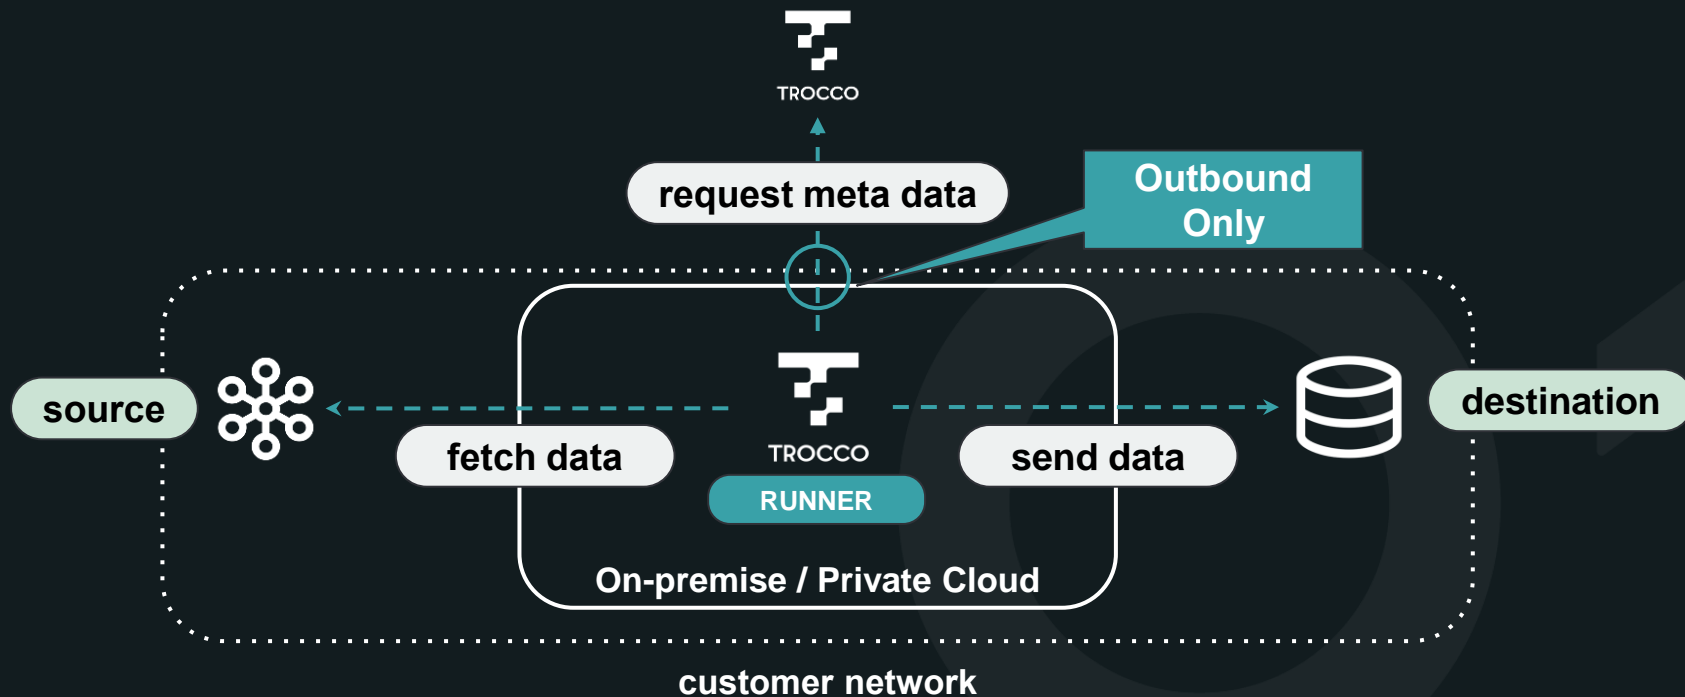 TROCCO
request meta data
Outbound
Only
source
destination
fetch data
TROCCO
send data
RUNNER
On-premise / Private Cloud
customer network